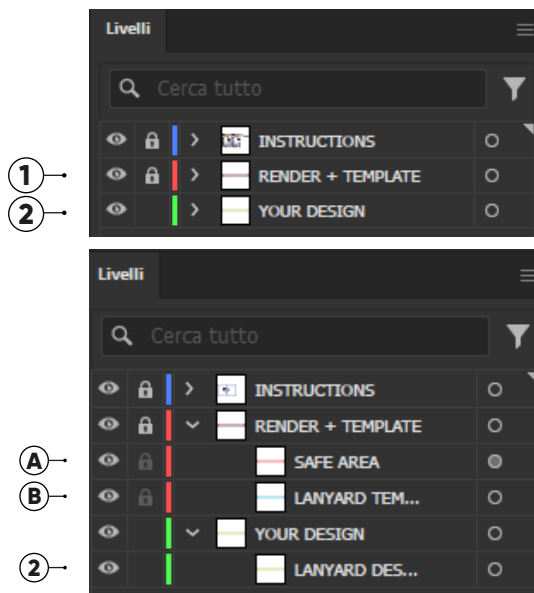 Livelli
Cerca tutto
INSTRUCTIONS
1 RENDER + TEMPLATE
2 YOUR DESIGN
Livelli
Cerca tutto
INSTRUCTIONS
RENDER + TEMPLATE
A SAFE AREA
B LANYARD TEM...
YOUR DESIGN
2 LANYARD DES...